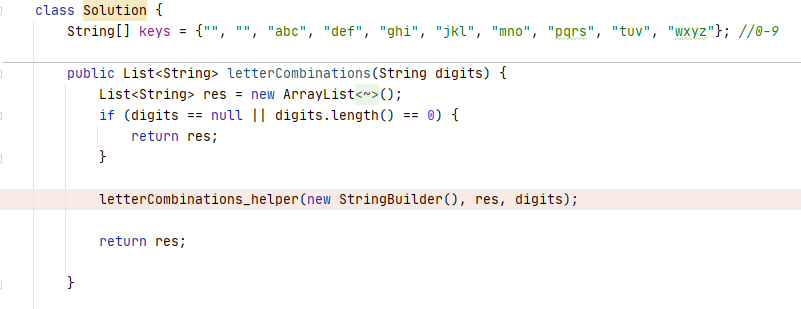 class Solution {
String[] keys = {"", "", "abc", "def", "ghi", "jkl", "mno", "pqrs", "tuv", "wxyz"}; //0-9
public List<String> letterCombinations(String digits) {
List<String> res = new ArrayList<~>();
if (digits == null || digits.length() == 0) {
return res;
}
letterCombinations_helper(new StringBuilder(), res, digits);
return res;
}